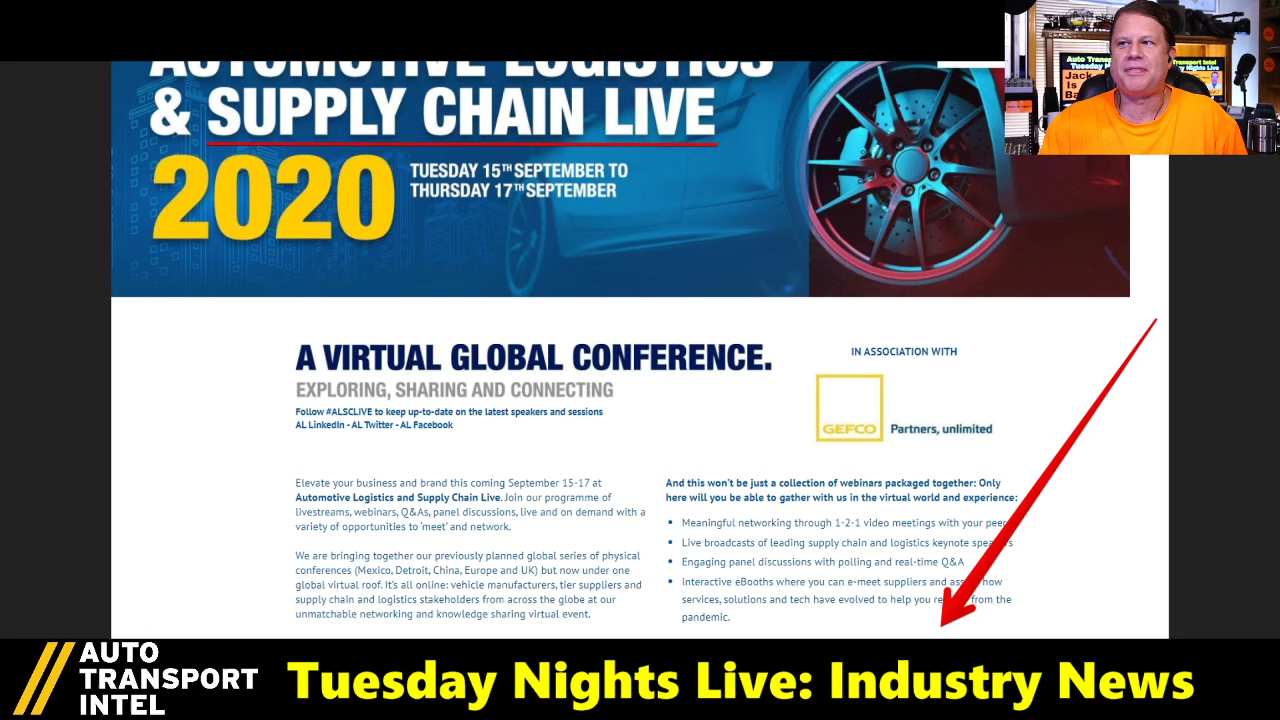 AUTOMOTIVE LOGISTICS
& SUPPLY CHAIN LIVE
2020
TUESDAY 15TH SEPTEMBER TO
THURSDAY 17TH SEPTEMBER
A VIRTUAL GLOBAL CONFERENCE.
EXPLORING, SHARING AND CONNECTING
Follow #ALSCLIVE to keep up-to-date on the latest speakers and sessions
AL LinkedIn - AL Twitter - AL Facebook
IN ASSOCIATION WITH
GEFCO
Partners, unlimited
Elevate your business and brand this coming September 15-17 at
Automotive Logistics and Supply Chain Live. Join our programme of
livestreams, webinars, Q&As, panel discussions, live and on demand with a
variety of opportunities to 'meet' and network.
We are bringing together our previously planned global series of physical
conferences (Mexico, Detroit, China, Europe and UK) but now under one
global virtual roof. It's all online: vehicle manufacturers, tier suppliers and
supply chain and logistics stakeholders from across the globe at our
unmatchable networking and knowledge sharing virtual event.
And this won't be just a collection of webinars packaged together: Only
here will you be able to gather with us in the virtual world and experience:
• Meaningful networking through 1-2-1 video meetings with your peers
• Live broadcasts of leading supply chain and logistics keynote speakers
• Engaging panel discussions with polling and real-time Q&A
• Interactive eBooths where you can e-meet suppliers and how
services, solutions and tech have evolved to help you from the
pandemic.
AUTO
TRANSPORT
INTEL
Tuesday Nights Live: Industry News